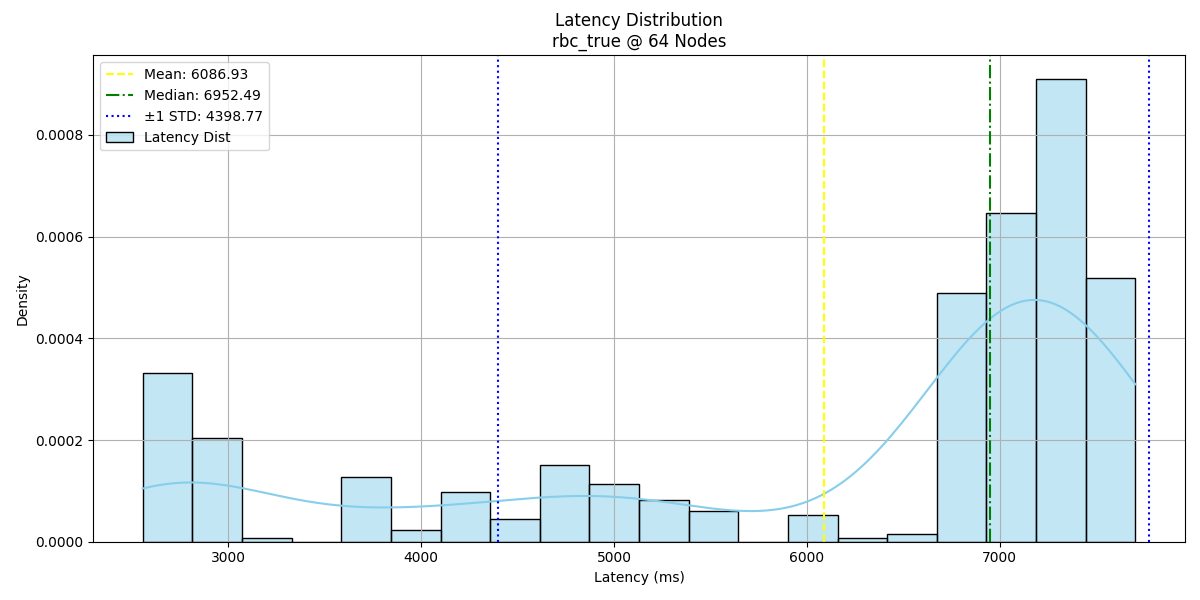 Latency Distribution
rbc_true @ 64 Nodes
Mean: 6086.93
Median: 6952.49
±1 STD: 4398.77
Latency Dist
Density
0.0008
0.0006
0.0004
0.0002
0.0000
3000 4000 5000 6000 7000
Latency (ms)